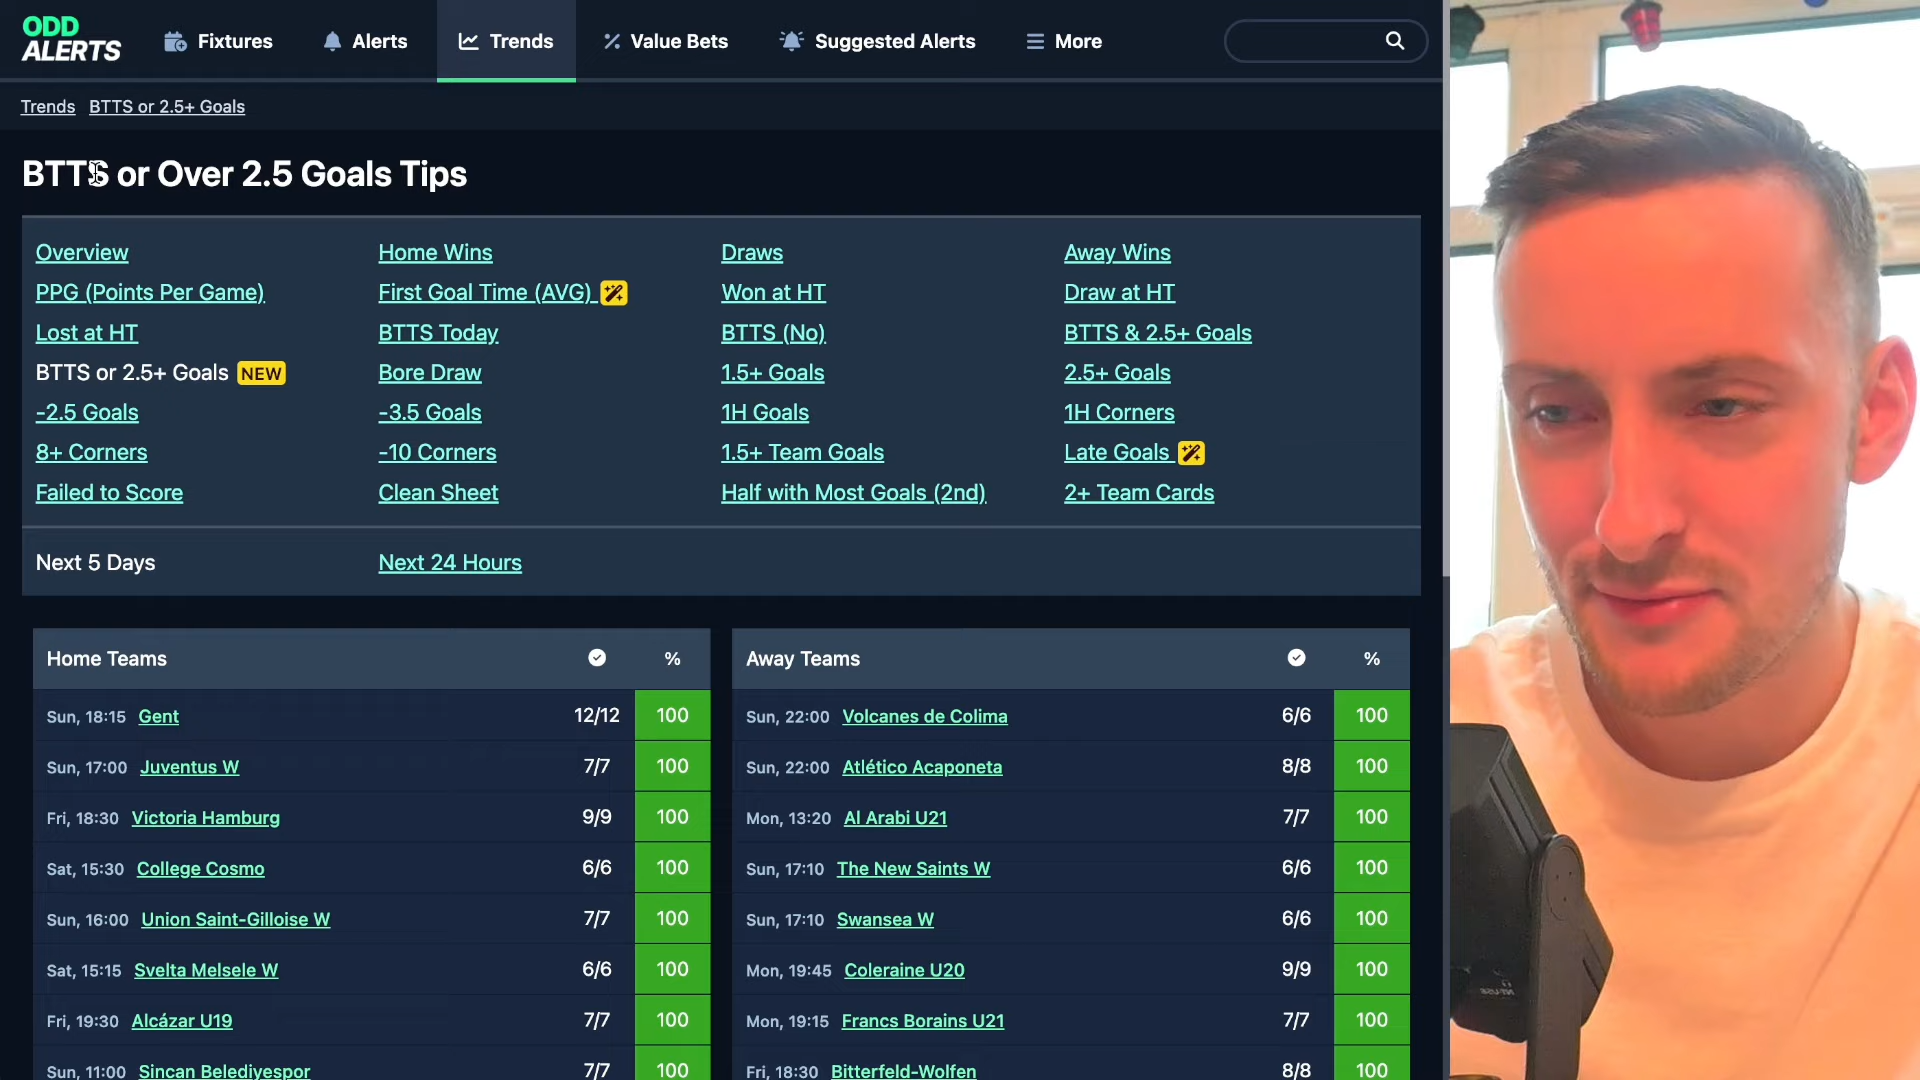 ODD
ALERTS
Fixtures
Alerts
Trends
Value Bets
Suggested Alerts
More
Trends BTTS or 2.5+ Goals
BTTS or Over 2.5 Goals Tips
Overview Home Wins Draws Away Wins
PPG (Points Per Game) First Goal Time (AVG) Won at HT Draw at HT
Lost at HT BTTS Today BTTS (No) BTTS & 2.5+ Goals
BTTS or 2.5+ Goals NEW Bore Draw 1.5+ Goals 2.5+ Goals
-2.5 Goals -3.5 Goals 1H Goals 1H Corners
8+ Corners -10 Corners 1.5+ Team Goals Late Goals
Failed to Score Clean Sheet Half with Most Goals (2nd) 2+ Team Cards
Next 5 Days Next 24 Hours
Home Teams %
Sun, 18:15 Gent 12/12 100
Sun, 17:00 Juventus W 7/7 100
Fri, 18:30 Victoria Hamburg 9/9 100
Sat, 15:30 College Cosmo 6/6 100
Sun, 16:00 Union Saint-Gilloise W 7/7 100
Sat, 15:15 Svelta Melsele W 6/6 100
Fri, 19:30 Alcázar U19 7/7 100
Sun, 11:00 Sincan Belediyespor 7/7 100
Away Teams %
Sun, 22:00 Volcanes de Colima 6/6 100
Sun, 22:00 Atlético Acaponeta 8/8 100
Mon, 13:20 Al Arabi U21 7/7 100
Sun, 17:10 The New Saints W 6/6 100
Sun, 17:10 Swansea W 6/6 100
Mon, 19:45 Coleraine U20 9/9 100
Mon, 19:15 Francs Borains U21 7/7 100
Fri, 18:30 Bitterfeld-Wolfen 8/8 100